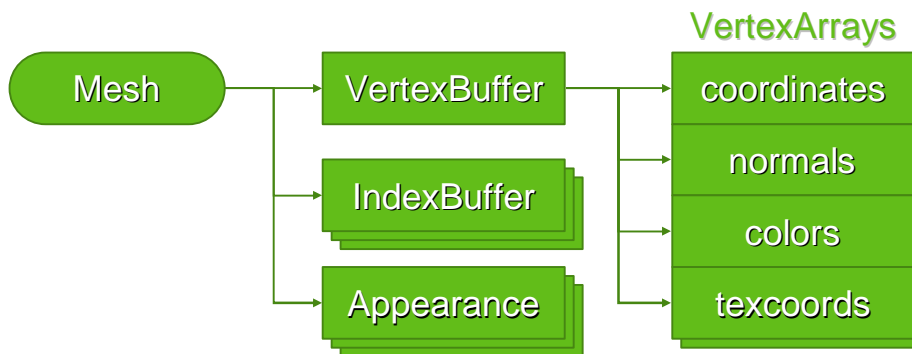 VertexArrays
Mesh
VertexBuffer
coordinates
normals
IndexBuffer
colors
Appearance
texcoords